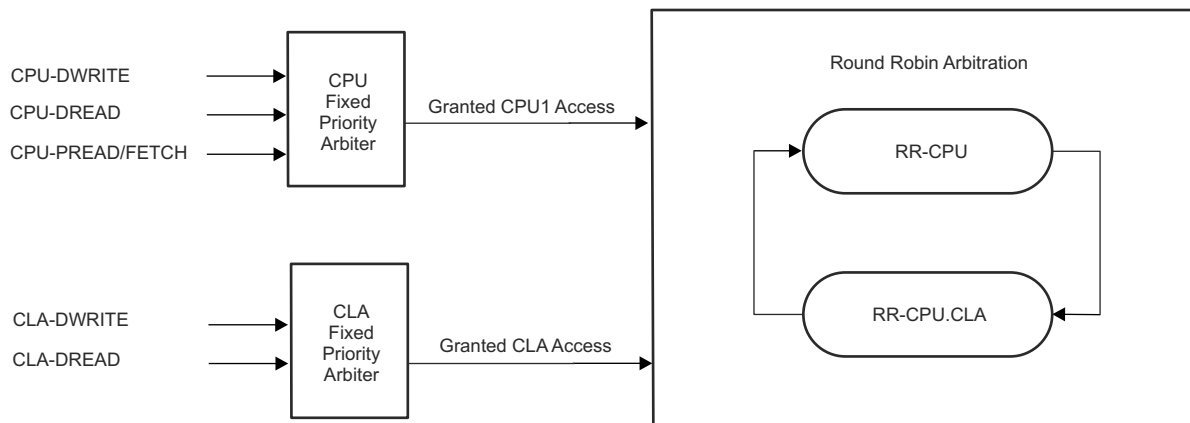 CPU-DWRITE
CPU-DREAD
CPU-PREAD/FETCH
CPU
Fixed
Priority
Arbiter
Granted CPU1 Access
CLA-DWRITE
CLA-DREAD
CLA
Fixed
Priority
Arbiter
Granted CLA Access
Round Robin Arbitration
RR-CPU
RR-CPU.CLA